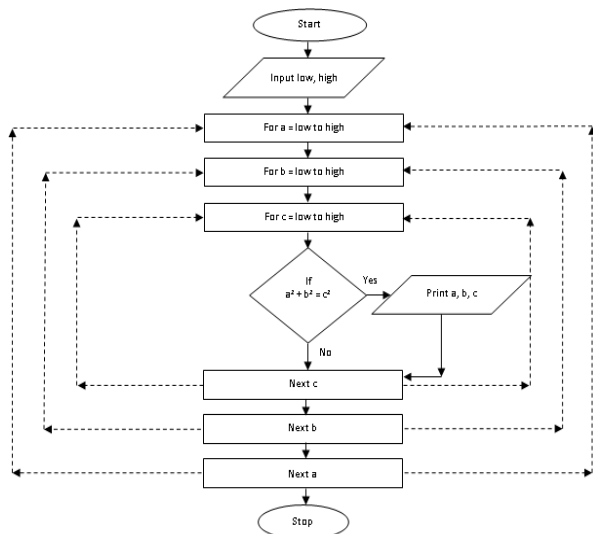 Start
Input low, high
For a = low to high
For b = low to high
For c = low to high
If
a² + b² = c²
Yes
Print a, b, c
No
Next c
Next b
Next a
Stop